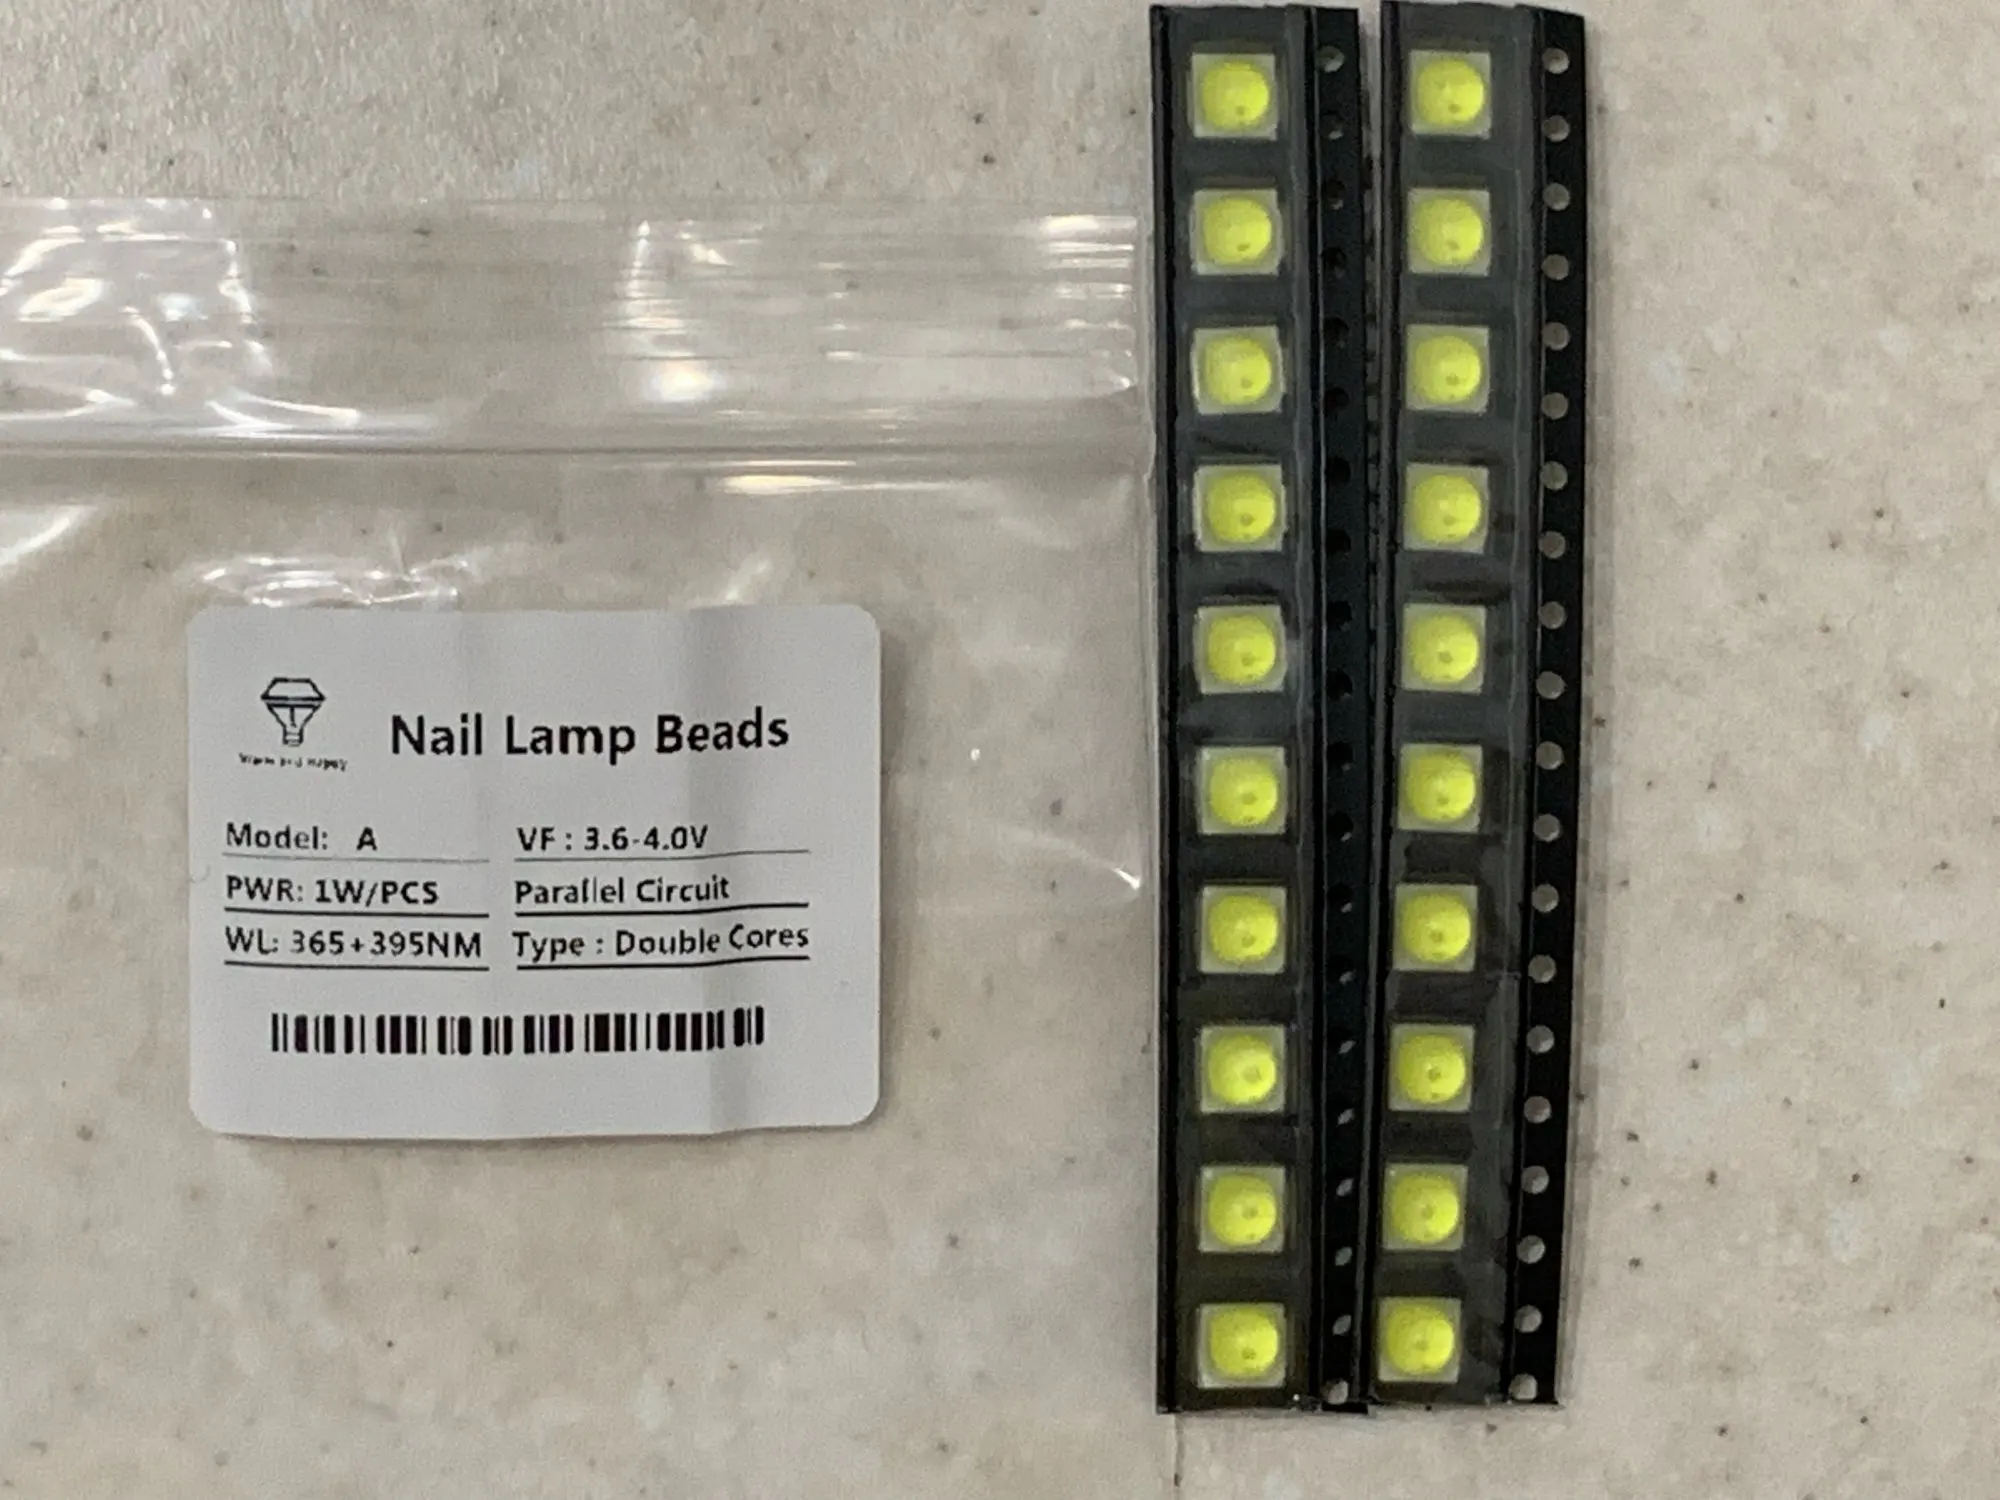 Nail Lamp Beads
Model: A
VF : 3.6-4.0V
PWR: 1W/PCS
Parallel Circuit
WL: 365+395NM
Type : Double Cores